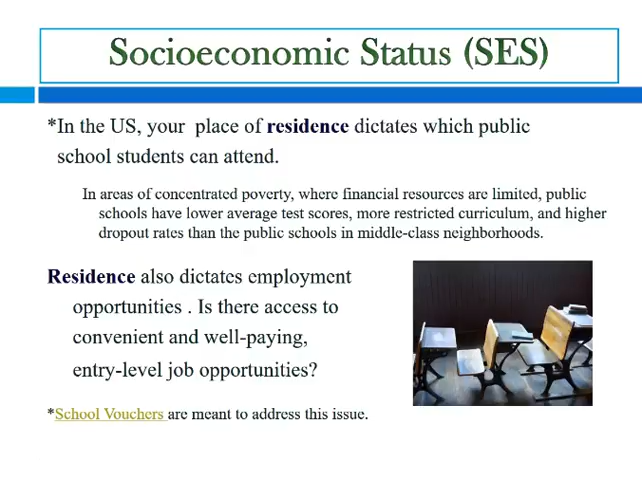 Socioeconomic Status (SES)
*In the US, your place of residence dictates which public
school students can attend.
In areas of concentrated poverty, where financial resources are limited, public
schools have lower average test scores, more restricted curriculum, and higher
dropout rates than the public schools in middle-class neighborhoods.
Residence also dictates employment
opportunities . Is there access to
convenient and well-paying,
entry-level job opportunities?
*School Vouchers are meant to address this issue.